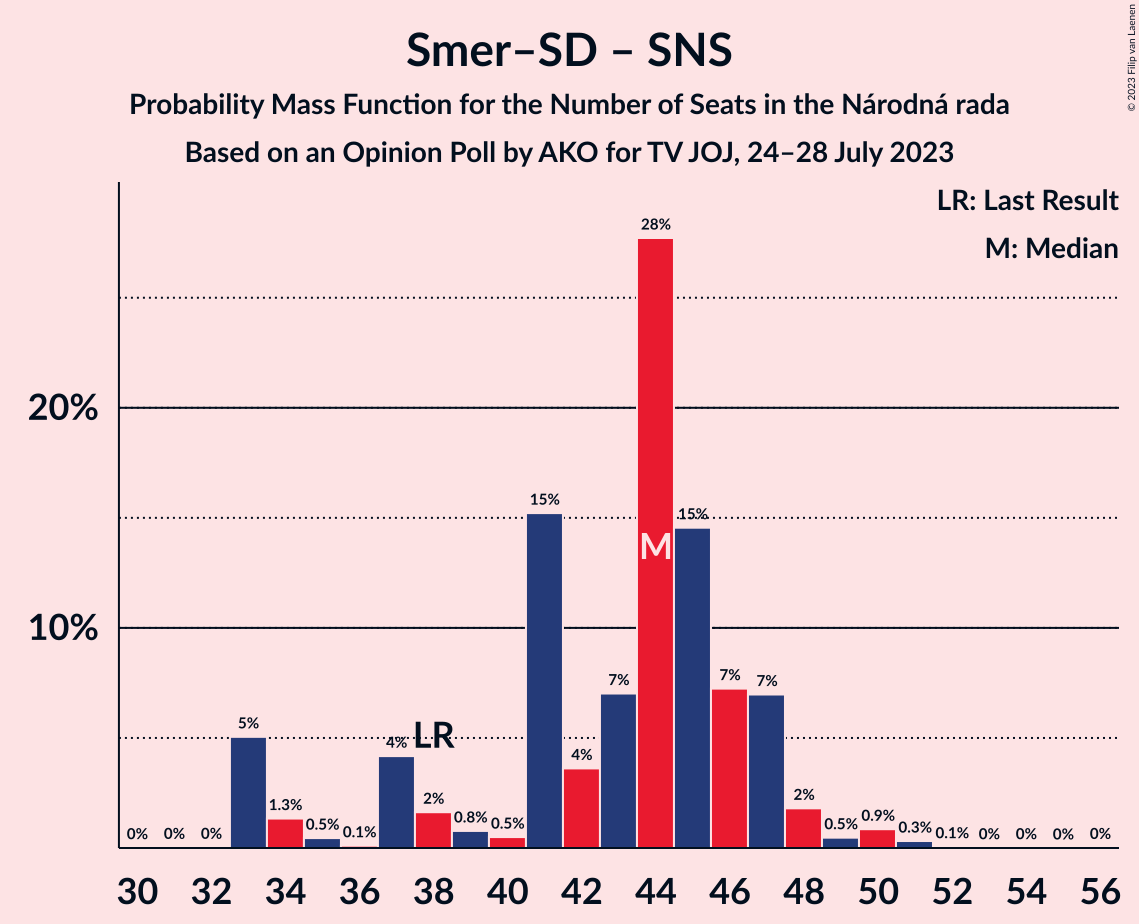 Smer–SD – SNS
Probability Mass Function for the Number of Seats in the Národná rada
Based on an Opinion Poll by AKO for TV JOJ, 24–28 July 2023
© 2023 Filip van Laenen
LR: Last Result
M: Median
20%
10%
0% 0% 0% 5% 1.3% 0.5% 0.1% 4% 2% 0.8% 0.5% 15% 4% 7% 28% 15% 7% 7% 2% 0.5% 0.9% 0.3% 0.1% 0% 0% 0% 0%
LR
M
30 32 34 36 38 40 42 44 46 48 50 52 54 56